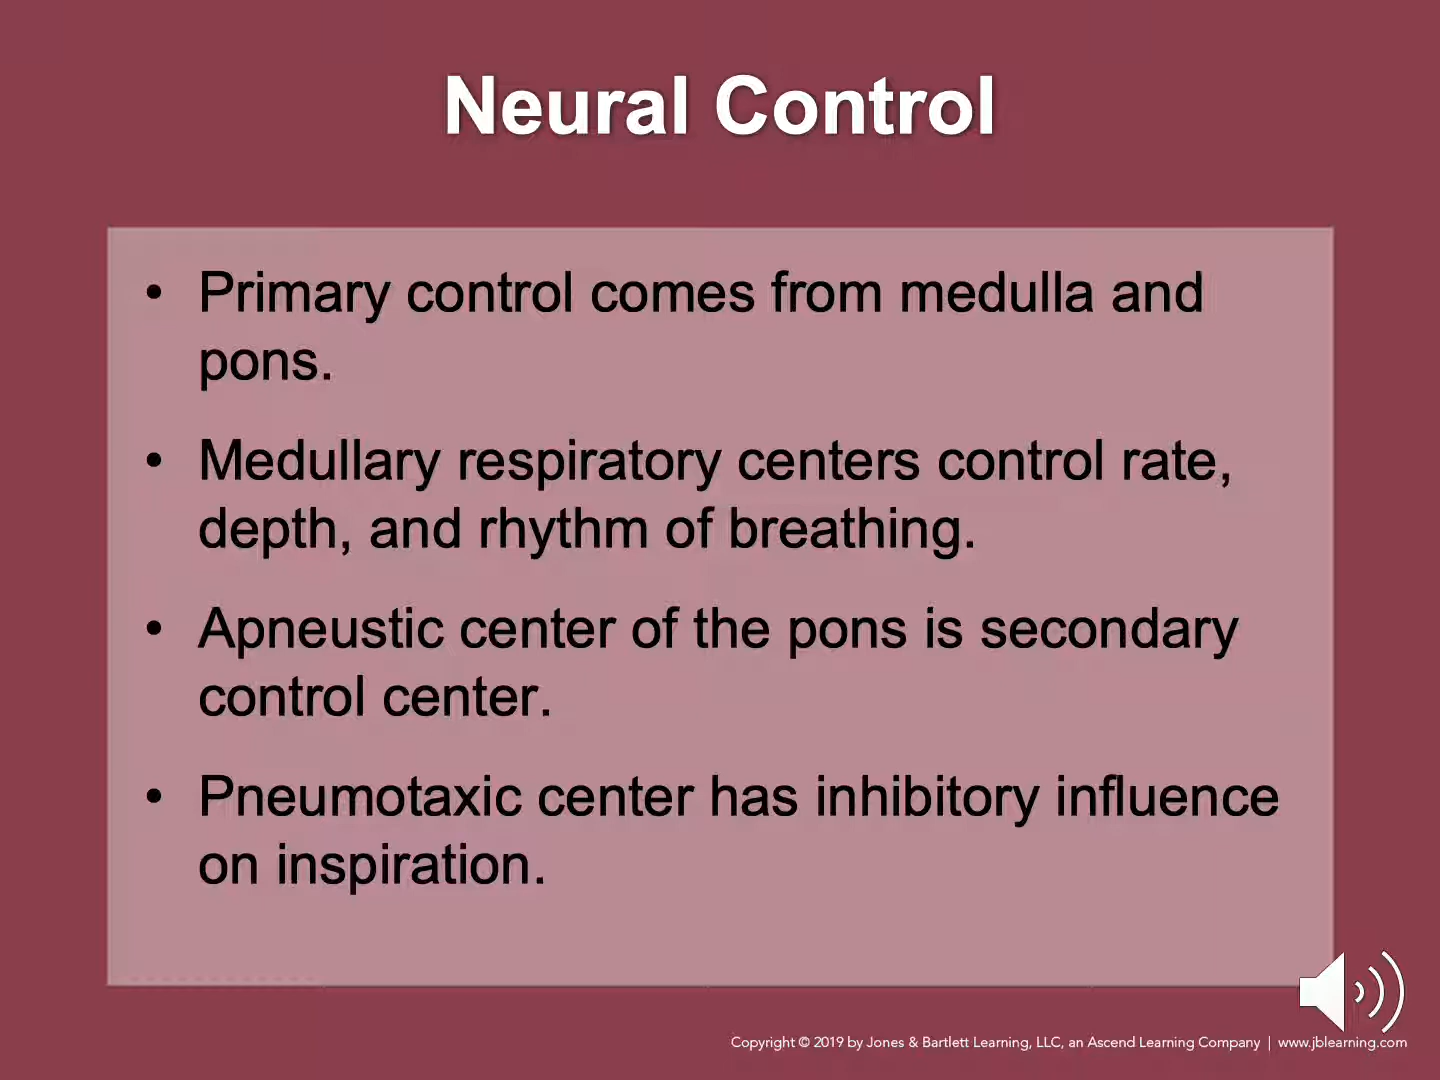 Neural Control
• Primary control comes from medulla and
pons.
• Medullary respiratory centers control rate,
depth, and rhythm of breathing.
• Apneustic center of the pons is secondary
control center.
• Pneumotaxic center has inhibitory influence
on inspiration.
Copyright © 2019 by Jones & Bartlett Learning, LLC, an Ascend Learning Company | www.jblearning.com